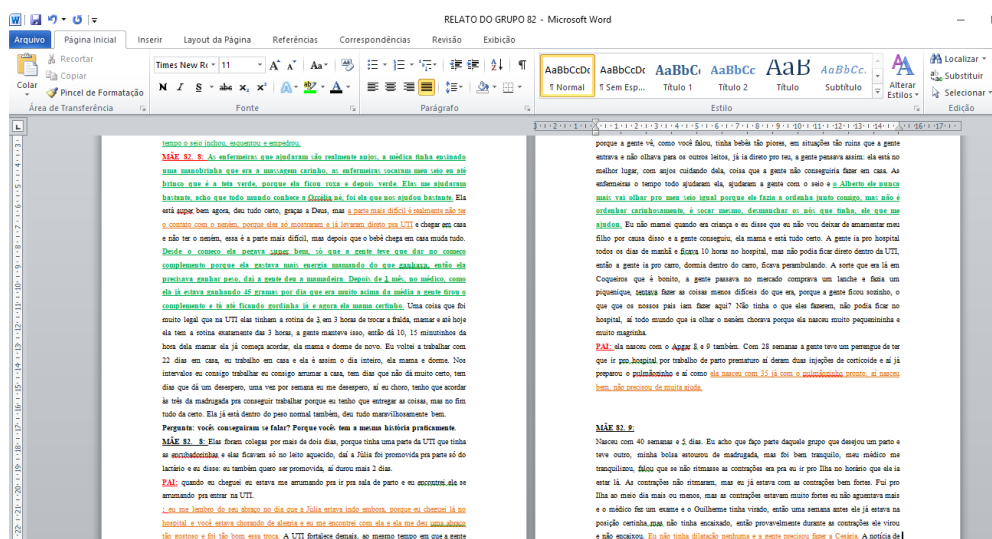 RELATO DO GRUPO 82 - Microsoft Word
Arquivo Página Inicial Inserir Layout da Página Referências Correspondências Revisão Exibição
Recortar
Copiar
Pincel de Formatação
Colar
Área de Transferência
Times New Ro 11
N I S abc x₂ x²
Fonte
Parágrafo
AaBbCcDc AaBbCcDc AaBbC AaBbCc AaB AaBbCc.
¶ Normal ¶ Sem Esp... Título 1 Título 2 Título Subtítulo
Alterar Estilos
Estilo
Localizar
Substituir
Selecionar
Edição
tempo o seio inchou, esquentou e empedrou.
MÃE 82. 8: As enfermeiras que ajudaram são realmente anjos, a médica tinha ensinado
uma manobrinha que era a massagem carinho, as enfermeiras socaram meu seio eu até
brinco que é a teta verde, porque ela ficou roxa e depois verde. Elas me ajudaram
bastante, acho que todo mundo conhece a Orcélia né, foi ela que nos ajudou bastante. Ela
está super bem agora, deu tudo certo, graças a Deus, mas a parte mais difícil é realmente não ter
o contato com o neném, porque eles só mostraram e já levaram direto pra UTI e chegar em casa
e não ter o neném, essa é a parte mais difícil, mas depois que o bebê chega em casa muda tudo.
Desde o começo ela pegava super bem, só que a gente teve que dar no começo
complemento porque ela gastava mais energia mamando do que ganhava, então ela
precisava ganhar peso, daí a gente deu a mamadeira. Depois de 1 mês, no médico, como
ela já estava ganhando 45 gramas por dia que era muito acima da média a gente tirou o
complemento e tá até ficando gordinha já e agora ela mama certinho. Uma coisa que foi
muito legal que na UTI elas tinham a rotina de 3 em 3 horas de trocar a fralda, mamar e até hoje
ela tem a rotina exatamente das 3 horas, a gente manteve isso, então dá 10, 15 minutinhos da
hora dela mamar ela já começa acordar, ela mama e dorme de novo. Eu voltei a trabalhar com
22 dias em casa, eu trabalho em casa e ela é assim o dia inteiro, ela mama e dorme. Nos
intervalos eu consigo trabalhar eu consigo arrumar a casa, tem dias que não dá muito certo, tem
dias que dá um desespero, uma vez por semana eu me desespero, aí eu choro, tenho que acordar
às três da madrugada pra conseguir trabalhar porque eu tenho que entregar as coisas, mas no fim
tudo da certo. Ela já está dentro do peso normal também, deu tudo maravilhosamente bem.
Pergunta: vocês conseguiram se falar? Porque vocês tem a mesma história praticamente.
MÃE 82. 8: Elas foram colegas por mais de dois dias, porque tinha uma parte da UTI que tinha
as encubadorinhas e elas ficavam só no leito aquecido, daí a Júlia foi promovida pra parte só do
lactário e eu disse: eu também quero ser promovida, aí durou mais 2 dias.
PAI: quando eu cheguei eu estava me arrumando pra ir pra sala de parto e eu encontrei ele se
arrumando pra entrar na UTI.
: eu me lembro do seu abraço no dia que a Júlia estava indo embora, porque eu cheguei lá no
hospital e você estava chorando de alegria e eu me encontrei com ela e ela me deu uma abraço
tão gostoso e foi tão bom essa troca. A UTI fortalece demais, ao mesmo tempo em que a gente
porque a gente vê, como você falou, tinha bebês tão piores, em situações tão ruins que a gente
entrava e não olhava para os outros leitos, já ia direto pro teu, a gente pensava assim: ela está no
melhor lugar, com anjos cuidando dela, coisa que a gente não conseguiria fazer em casa. As
enfermeiras o tempo todo ajudam ela, ajudam a gente com o seio e o Alberto ele nunca
mais vai olhar pro meu seio igual porque ele fazia a ordenha junto comigo, mas não é
ordenhar carinhosamente, é socar mesmo, desmanchar os nós que tinha, ele que me
ajudou. Eu não mamei quando era criança e eu disse que eu não vou deixar de amamentar meu
filho por causa disso e a gente conseguiu, ela mama e está tudo certo. A gente ia pro hospital
todos os dias de manhã e ficava 10 horas no hospital, mas não podia ficar direto dentro da UTI,
então a gente ia pro carro, dormia dentro do carro, ficava perambulando. A sorte que era lá em
Coqueiros que é bonito, a gente passava no mercado comprava um lanche e fazia um
piquenique, tentava fazer as coisas menos difíceis do que era, porque a gente ficou sozinho, o
que que os nossos pais iam fazer aqui? Não tinha o que eles fazerem, não podia ficar no
hospital, aí todo mundo que ia olhar o neném chorava porque ela nasceu muito pequenininha e
muito magrinha.
PAI: ela nasceu com o Apgar 8 e 9 também. Com 28 semanas a gente teve um perrengue de ter
que ir pro hospital por trabalho de parto prematuro aí deram duas injeções de corticoide e aí já
preparou o pulmãozinho e aí como ela nasceu com 35 já com o pulmãozinho pronto, aí nasceu
bem, não precisou de muita ajuda.
MÃE 82. 9:
Nasceu com 40 semanas e 5 dias. Eu acho que faço parte daquele grupo que desejou um parto e
teve outro, minha bolsa estourou de madrugada, mas foi bem tranquilo, meu médico me
tranquilizou, falou que se não ritmasse as contrações era pra eu ir pro Ilha no horário que ele ia
estar lá. As contrações não ritmaram, mas eu já estava com as contrações bem fortes. Fui pro
Ilha ao meio dia mais ou menos, mas as contrações estavam muito fortes eu não aguentava mais
e o médico fez um exame e o Guilherme tinha virado, então uma semana antes ele já estava na
posição certinha, mas não tinha encaixado, então provavelmente durante as contrações ele virou
e não encaixou. Eu não tinha dilatação nenhuma e a gente precisou fazer a Cesária. A notícia de